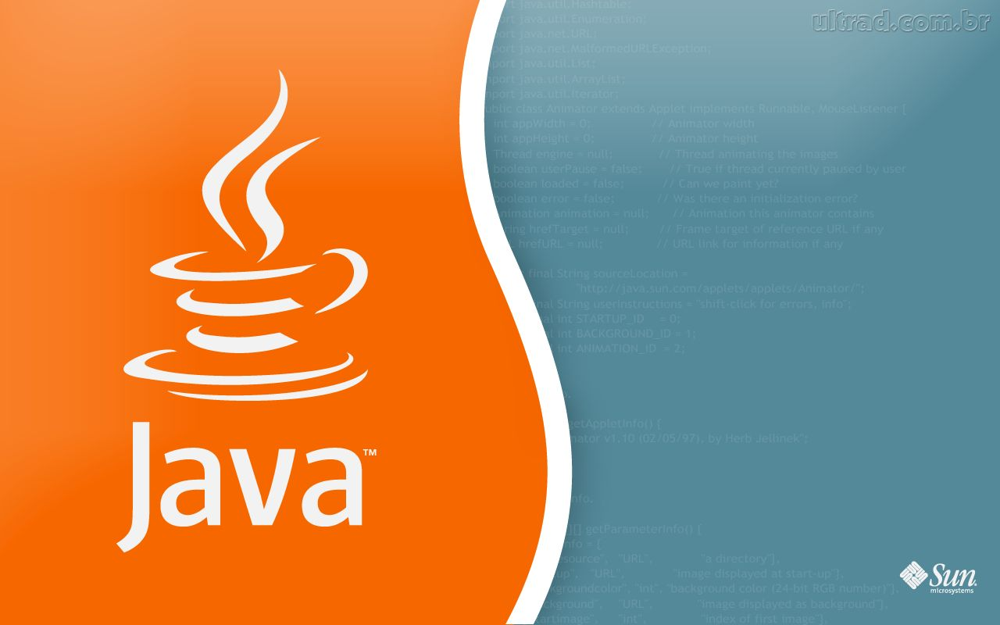 ultrad.com.br
java.util.Hashtable;
java.util.Enumeration;
port java.net.URL;
port java.net.MalformedURLException;
port java.util.List;
port java.util.ArrayList;
port java.util.Iterator;
public class Animator extends Applet implements Runnable, MouseListener {
int appWidth = 0; // Animator width
int appHeight = 0; // Animator height
Thread engine = null; // Thread animating the images
boolean userPause = false; // True if thread currently paused by user
boolean loaded = false; // Can we paint yet?
boolean error = false; // Was there an initialization error?
Animation animation = null; // Animation this animator contains
ring hrefTarget = null; // Frame target of reference URL if any
hrefURL = null; // URL link for information if any
final String sourceLocation =
"http://java.sun.com/applets/applets/Animator/";
nal String userInstructions = "shift-click for errors, info";
al int STARTUP_ID = 0;
al int BACKGROUND_ID = 1;
int ANIMATION_ID = 2;
getAppletInfo() {
mator v1.10 (02/05/97), by Herb Jellinek";
info.
[][] getParameterInfo() {
nfo = {
esource", "URL", "a directory"},
up", "URL", "image displayed at start-up"},
groundcolor", "int", "background color (24-bit RGB number)"},
ckground", "URL", "image displayed as background"},
artimage", "int", "index of first image"},
Java™
Sun
microsystems